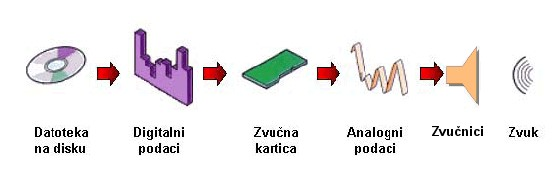 Datoteka
na disku
Digitalni
podaci
Zvučna
kartica
Analogni
podaci
Zvučnici
Zvuk